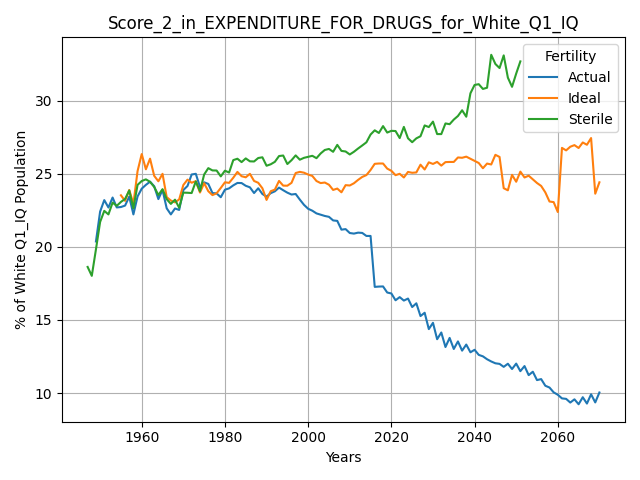 Score_2_in_EXPENDITURE_FOR_DRUGS_for_White_Q1_IQ
Fertility
Actual
Ideal
Sterile
% of White Q1_IQ Population
30
25
20
15
10
1960 1980 2000 2020 2040 2060
Years